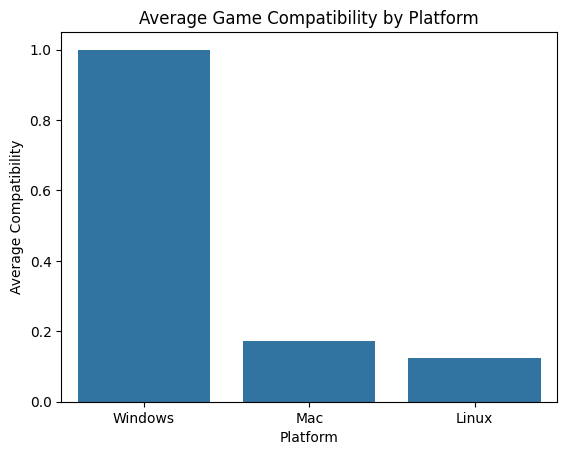 Average Game Compatibility by Platform
Average Compatibility
1.0
0.8
0.6
0.4
0.2
0.0
Windows
Mac
Linux
Platform